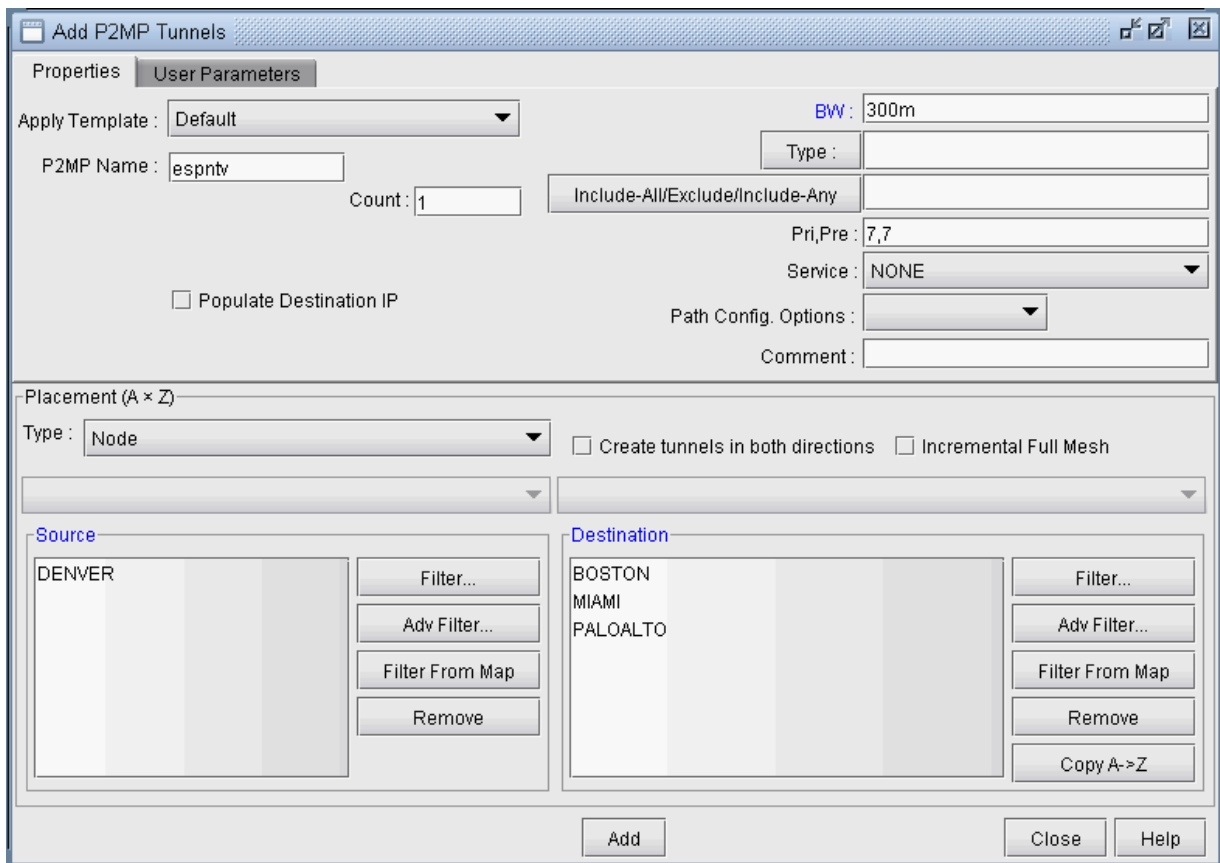 Add P2MP Tunnels
Properties User Parameters
Apply Template : Default
P2MP Name : espntv
Count : 1
Populate Destination IP
BW : 300m
Type :
Include-All/Exclude/Include-Any
Pri,Pre : 7,7
Service : NONE
Path Config. Options :
Comment :
Placement (A × Z)
Type : Node
Create tunnels in both directions Incremental Full Mesh
Source
DENVER
Filter...
Adv Filter...
Filter From Map
Remove
Destination
BOSTON
MIAMI
PALOALTO
Filter...
Adv Filter...
Filter From Map
Remove
Copy A->Z
Add Close Help